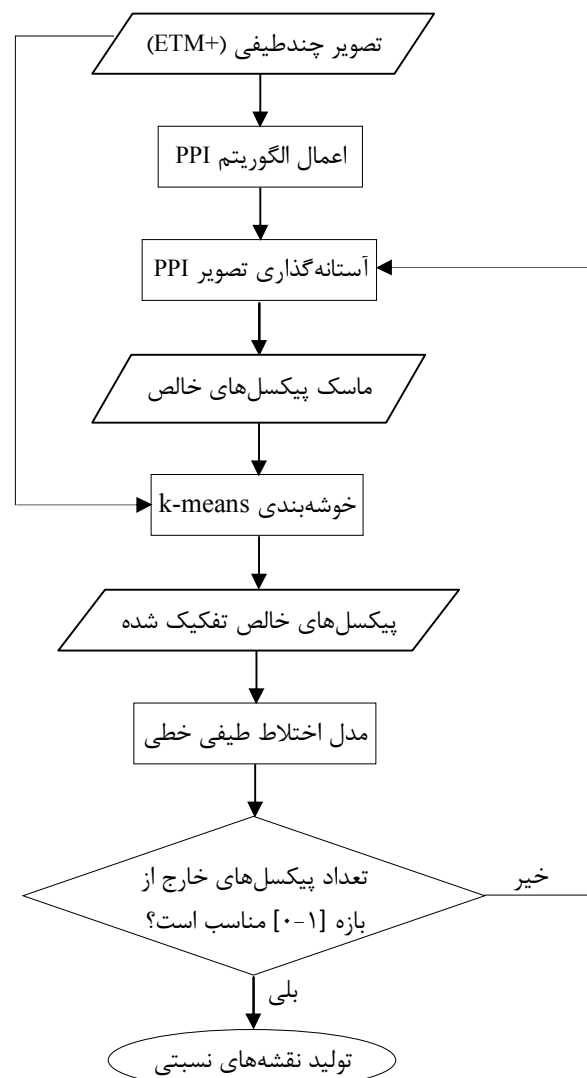 تصویر چندطیفی (ETM+)
اعمال الگوریتم PPI
آستانه‌گذاری تصویر PPI
ماسک پیکسل‌های خالص
خوشه‌بندی k-means
پیکسل‌های خالص تفکیک شده
مدل اختلاط طیفی خطی
تعداد پیکسل‌های خارج از
بازه [۰-۱] مناسب است؟
خیر
بلی
تولید نقشه‌های نسبتی